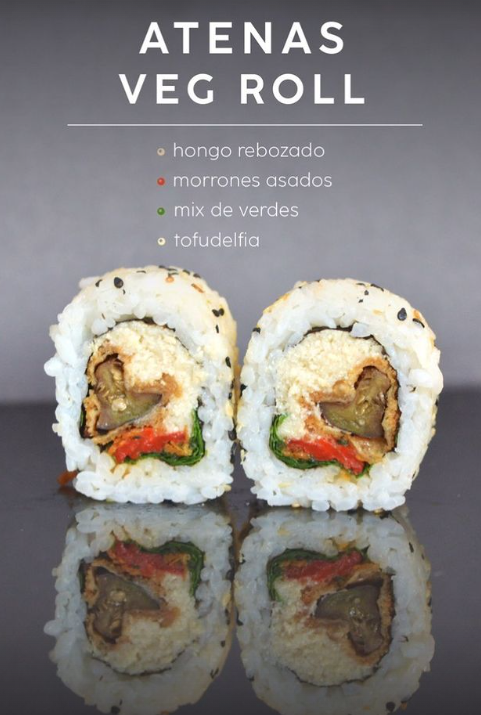 ATENAS
VEG ROLL
hongo rebozado
morrones asados
mix de verdes
tofudelfia